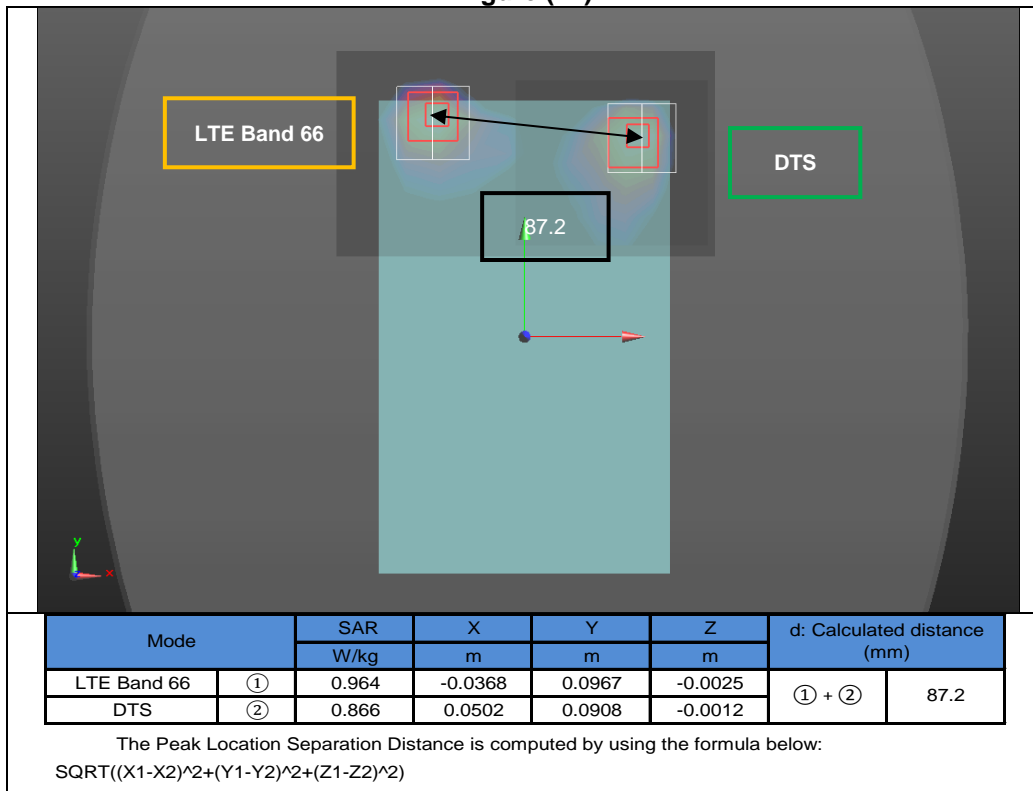 LTE Band 66
DTS
87.2
y
x
Mode SAR X Y Z d: Calculated distance (mm)
W/kg m m m
LTE Band 66 ① 0.964 -0.0368 0.0967 -0.0025 ① + ② 87.2
DTS ② 0.866 0.0502 0.0908 -0.0012
The Peak Location Separation Distance is computed by using the formula below:
SQRT((X1-X2)^2+(Y1-Y2)^2+(Z1-Z2)^2)